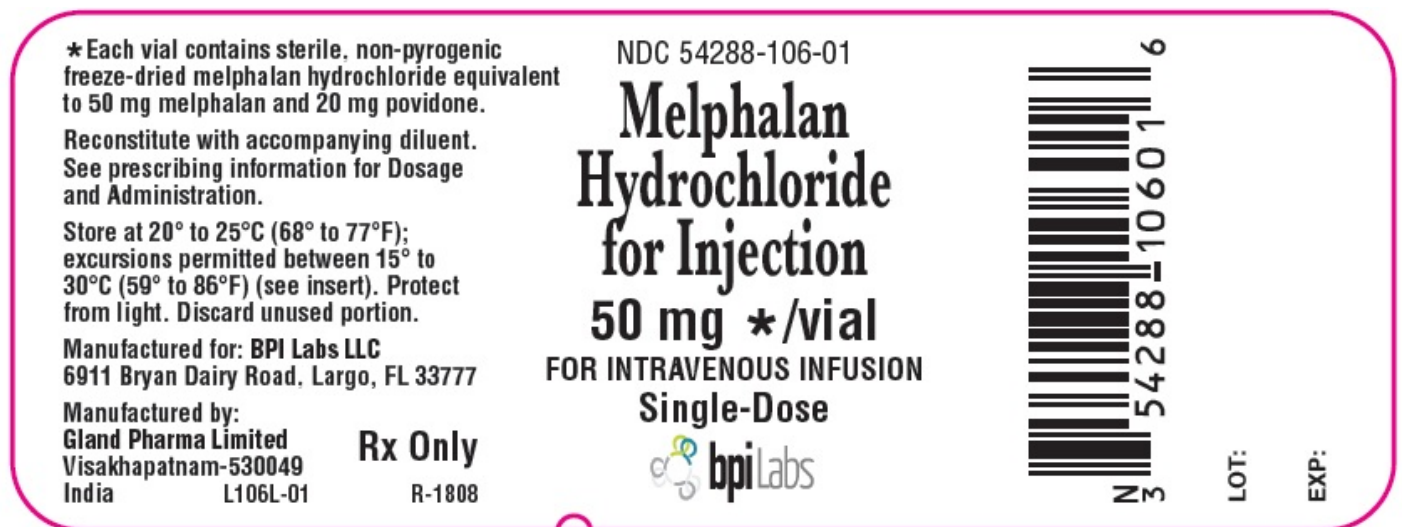 * Each vial contains sterile, non-pyrogenic
freeze-dried melphalan hydrochloride equivalent
to 50 mg melphalan and 20 mg povidone.
Reconstitute with accompanying diluent.
See prescribing information for Dosage
and Administration.
Store at 20° to 25°C (68° to 77°F);
excursions permitted between 15° to
30°C (59° to 86°F) (see insert). Protect
from light. Discard unused portion.
Manufactured for: BPI Labs LLC
6911 Bryan Dairy Road, Largo, FL 33777
Manufactured by:
Gland Pharma Limited
Visakhapatnam-530049
India L106L-01 R-1808
Rx Only
NDC 54288-106-01
Melphalan
Hydrochloride
for Injection
50 mg */vial
FOR INTRAVENOUS INFUSION
Single-Dose
bpi Labs
N
3 54288-10601 6
LOT:
EXP: